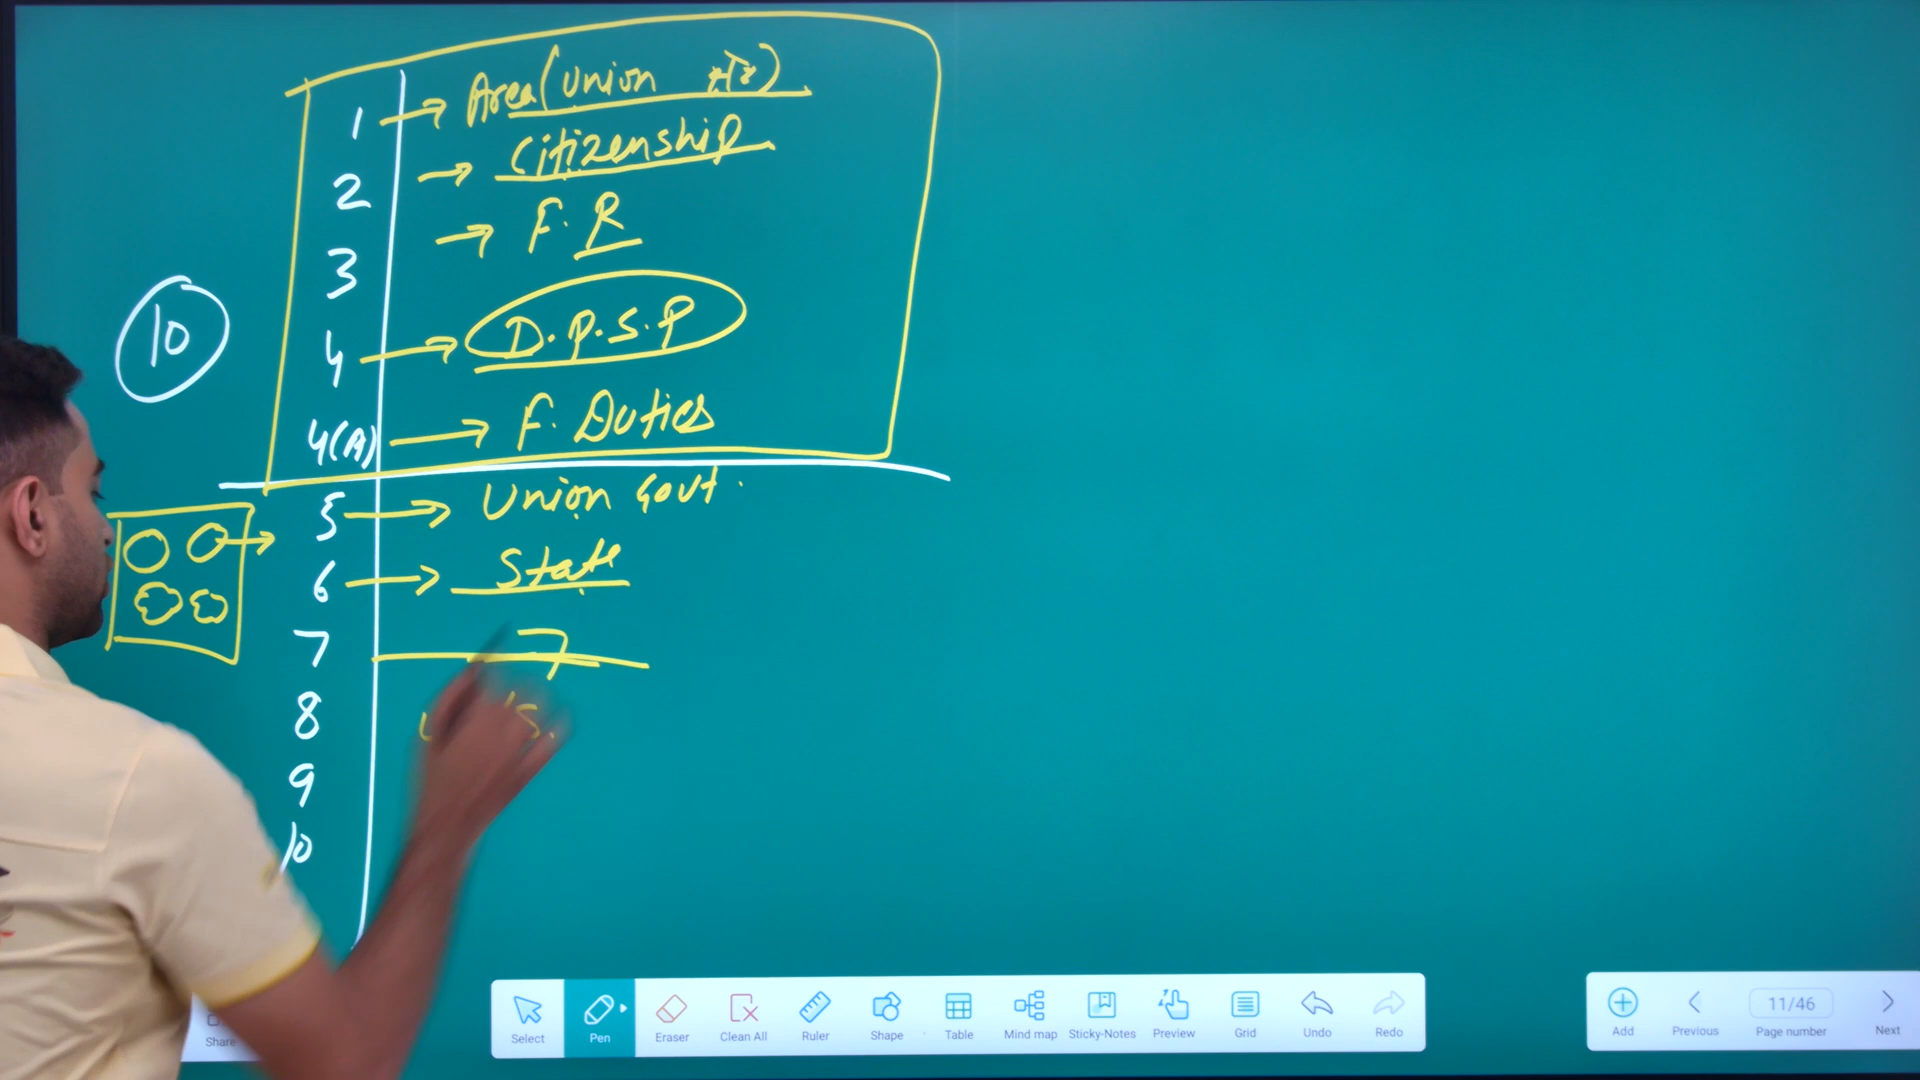 1 → Area (Union
2 → Citizenship
3 → F. R
10
4 → D.P.S.P
4(A) → F. Duties
5 → Union Govt.
6 → State
7 7
8
9
10
Share
Select Pen Eraser Clean All Ruler Shape Table Mind map Sticky-Notes Preview Grid Undo Redo
Add Previous 11/46 Page number Next